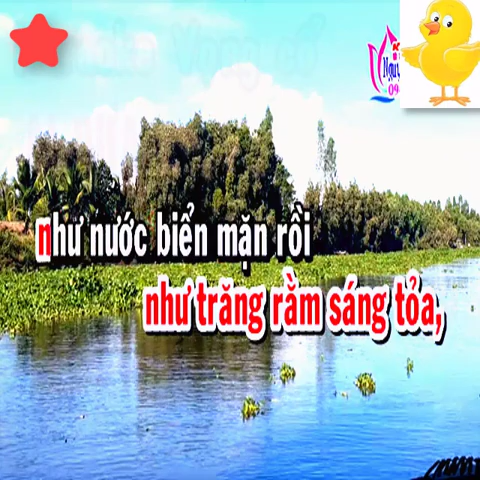 như nước biển mặn rồi
như trăng rằm sáng tỏa,